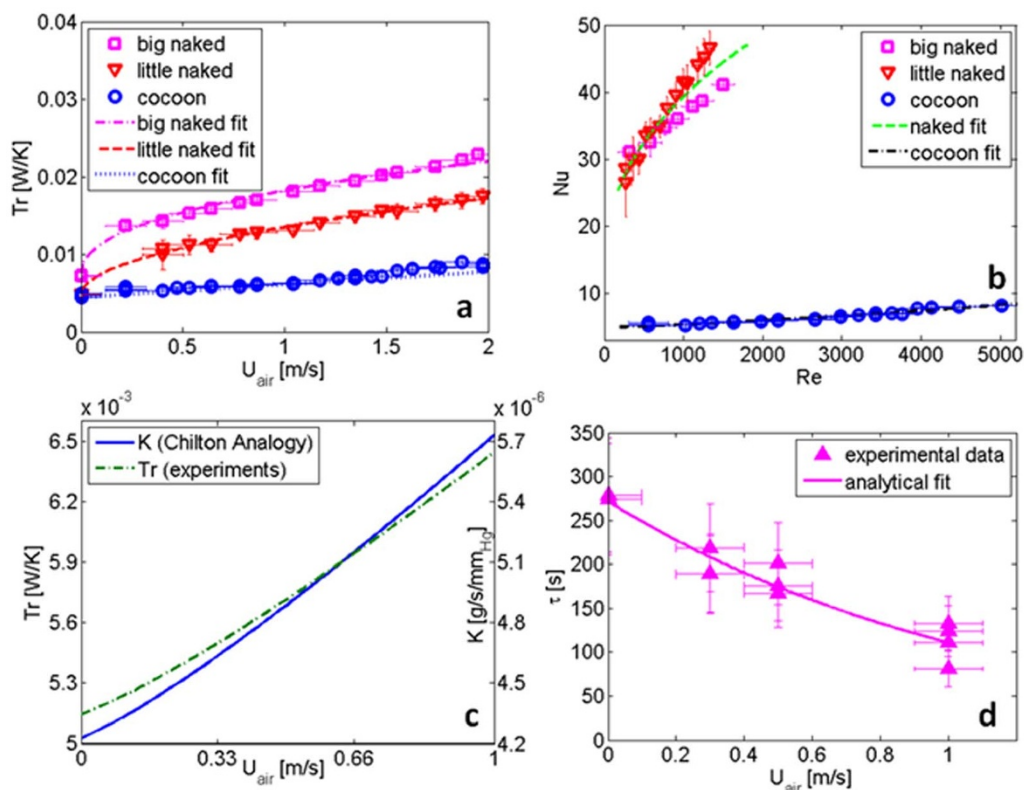 0.04
0.03
0.02
0.01
0
Tr [W/K]
big naked
little naked
cocoon
big naked fit
little naked fit
cocoon fit
a
0 0.5 1 1.5 2
U_air [m/s]
50
40
30
20
10
Nu
big naked
little naked
cocoon
naked fit
cocoon fit
b
0 1000 2000 3000 4000 5000
Re
x 10^-3
x 10^-6
6.5
6.2
5.9
5.6
5.3
5
Tr [W/K]
K (Chilton Analogy)
Tr (experiments)
5.7
5.4
5.1
4.8
4.5
4.2
K [g/s/mm_Hg]
c
0 0.33 0.66 1
U_air [m/s]
350
300
250
200
150
100
50
0
τ [s]
experimental data
analytical fit
d
0 0.2 0.4 0.6 0.8 1
U_air [m/s]